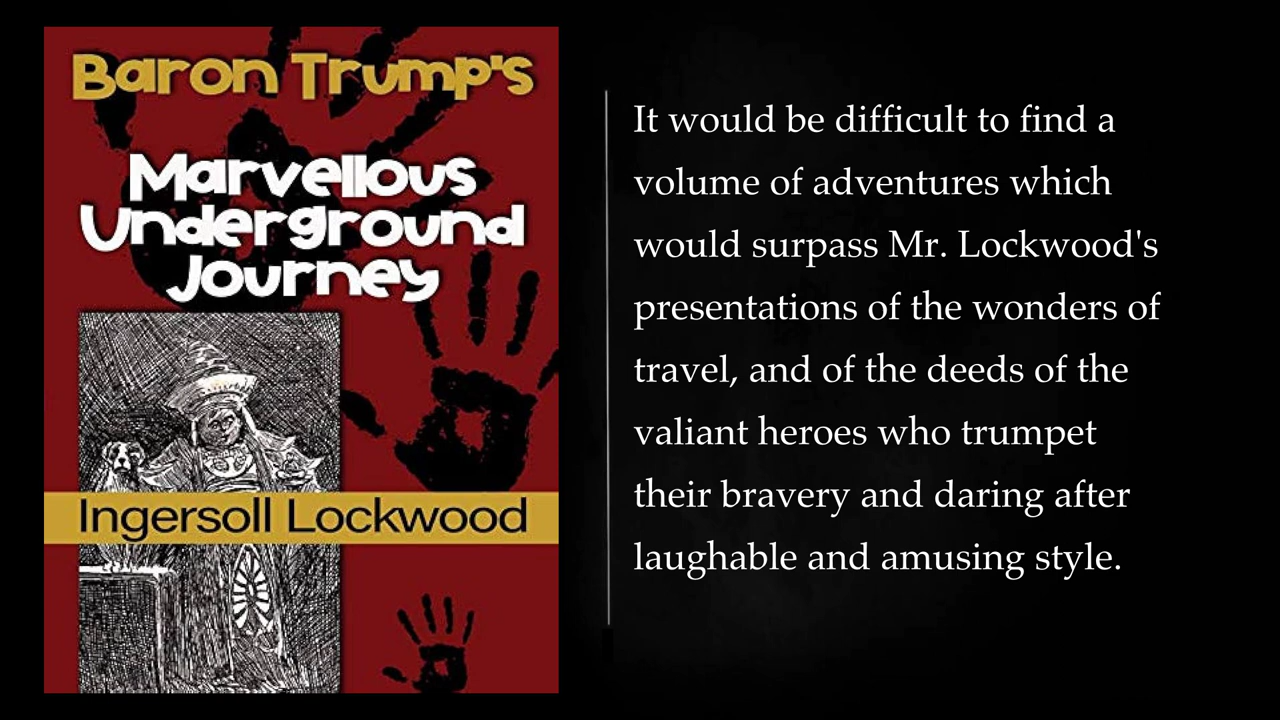 Baron Trump's
Marvellous
Underground
Journey
Ingersoll Lockwood
It would be difficult to find a
volume of adventures which
would surpass Mr. Lockwood's
presentations of the wonders of
travel, and of the deeds of the
valiant heroes who trumpet
their bravery and daring after
laughable and amusing style.